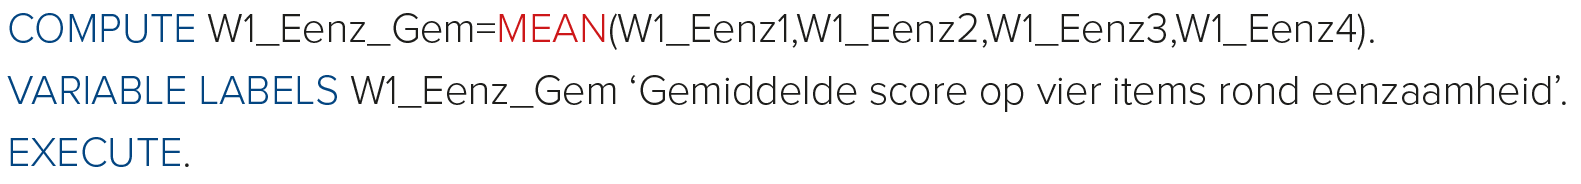 COMPUTE W1_Eenz_Gem=MEAN(W1_Eenz1,W1_Eenz2,W1_Eenz3,W1_Eenz4).
VARIABLE LABELS W1_Eenz_Gem ‘Gemiddelde score op vier items rond eenzaamheid’.
EXECUTE.